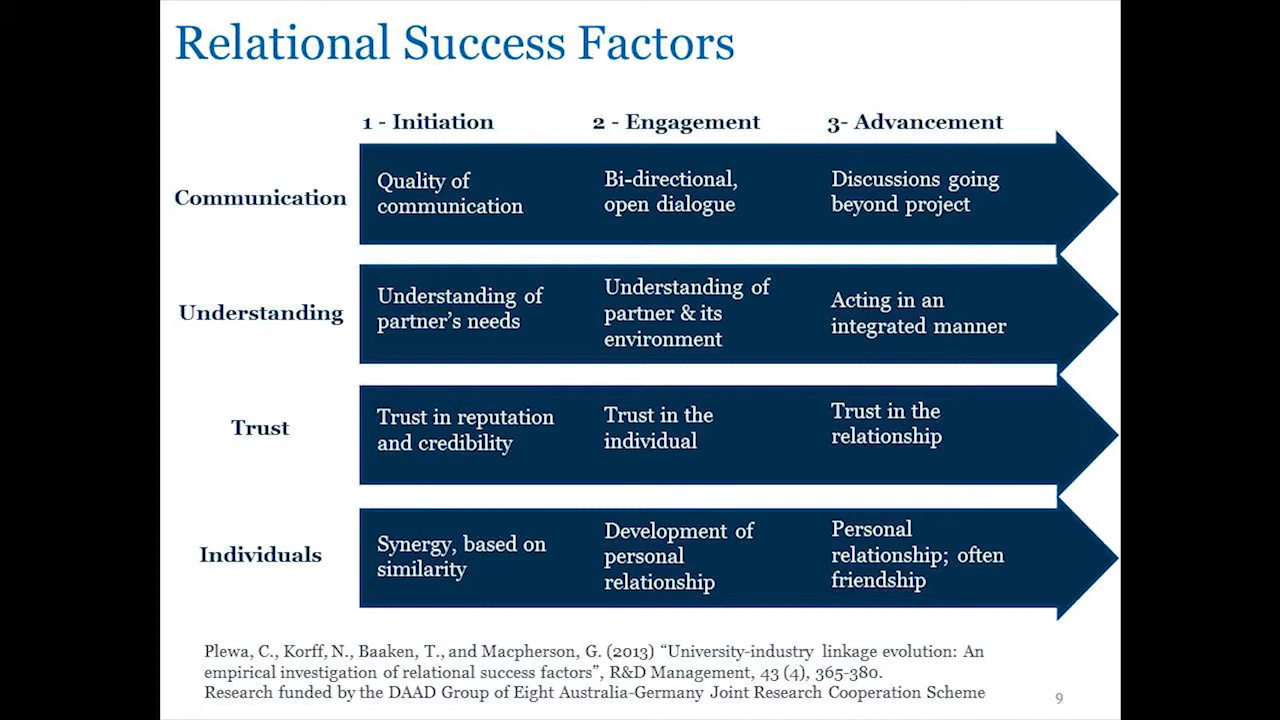 Relational Success Factors
1 - Initiation
2 - Engagement
3- Advancement
Communication
Quality of
communication
Bi-directional,
open dialogue
Discussions going
beyond project
Understanding
Understanding of
partner's needs
Understanding of
partner & its
environment
Acting in an
integrated manner
Trust
Trust in reputation
and credibility
Trust in the
individual
Trust in the
relationship
Individuals
Synergy, based on
similarity
Development of
personal
relationship
Personal
relationship; often
friendship
Plewa, C., Korff, N., Baaken, T., and Macpherson, G. (2013) “University-industry linkage evolution: An
empirical investigation of relational success factors”, R&D Management, 43 (4), 365-380.
Research funded by the DAAD Group of Eight Australia-Germany Joint Research Cooperation Scheme
9